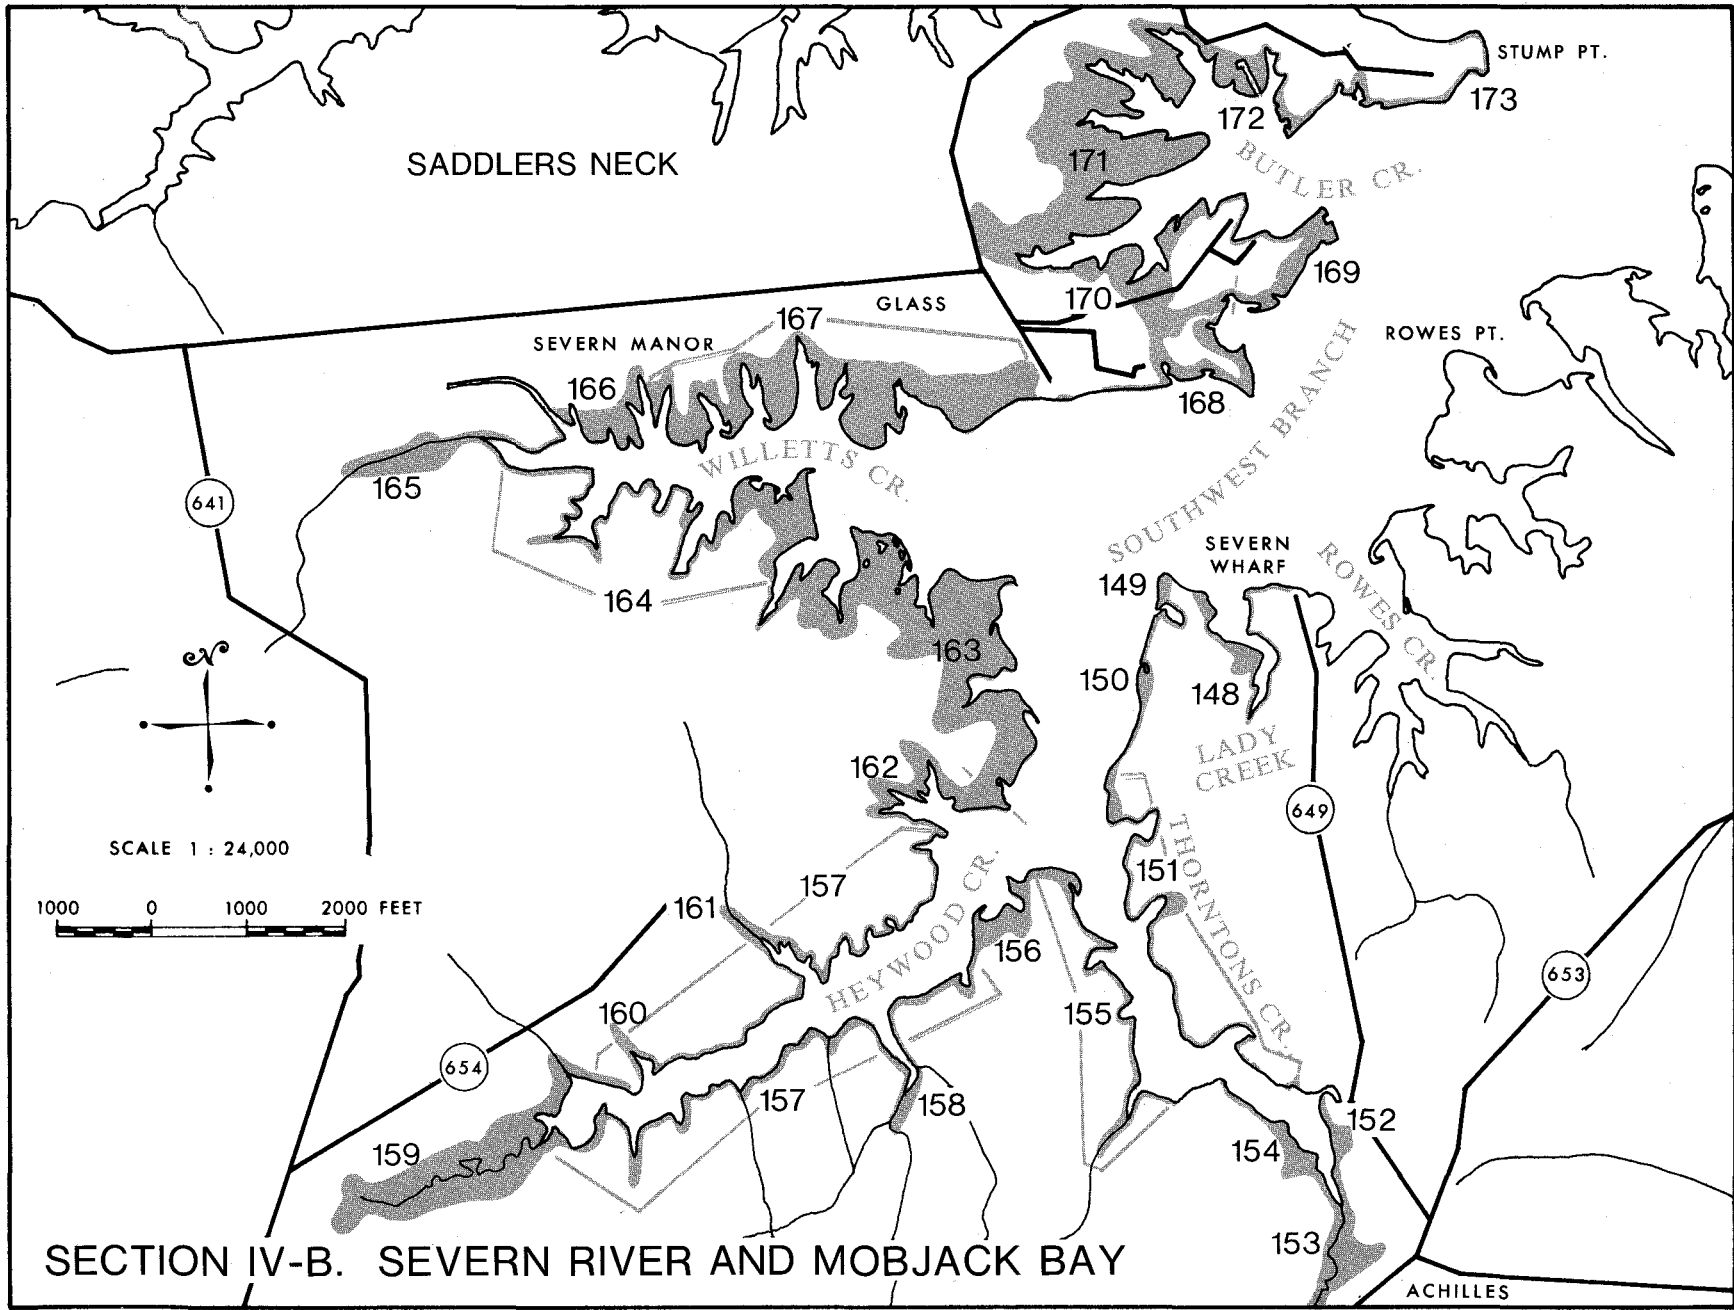 STUMP PT.
173
172
SADDLERS NECK
171
BUTLER CR.
169
170
GLASS
167
SEVERN MANOR
ROWES PT.
166
168
WILLETTS CR.
165
641
SOUTHWEST BRANCH
SEVERN
WHARF
149
ROWES CR.
164
163
150
148
LADY
CREEK
162
649
SCALE 1 : 24,000
THORNTONS CR.
151
157
HEYWOOD CR.
1000 0 1000 2000 FEET
161
156
653
160
155
654
157
158
152
159
154
153
SECTION IV-B. SEVERN RIVER AND MOBJACK BAY
ACHILLES
N